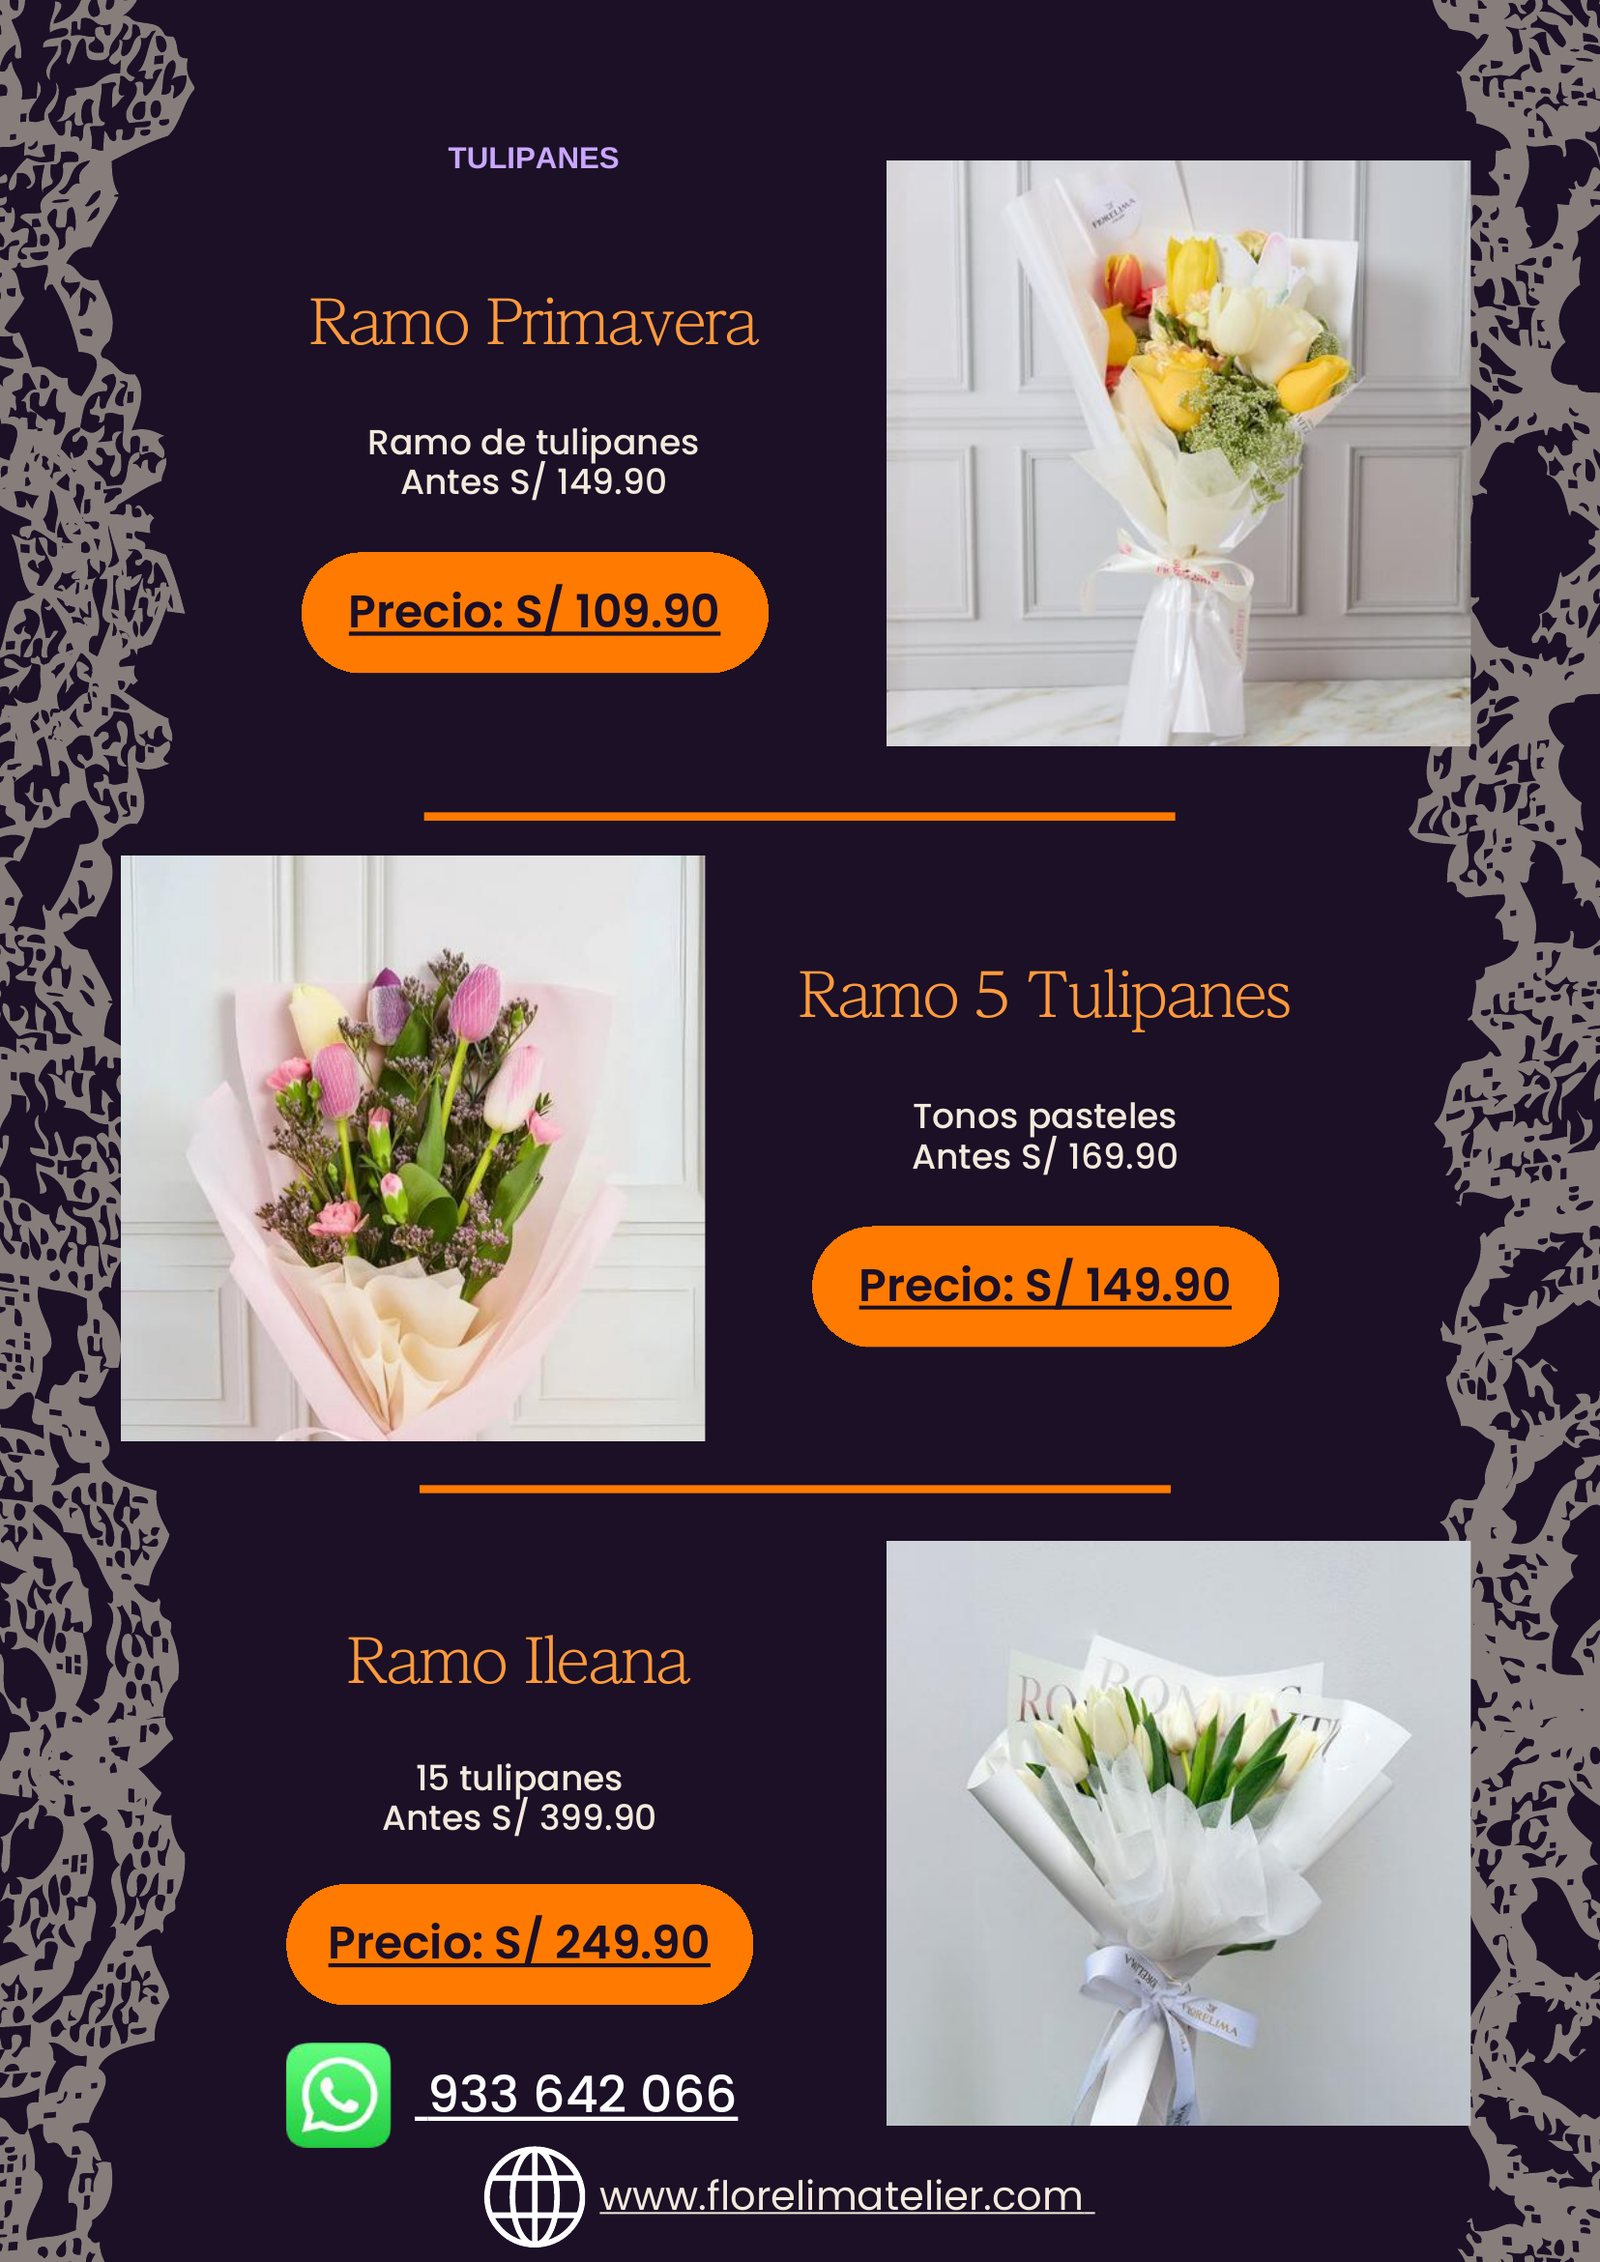 TULIPANES
FIORELIMA
Ramo Primavera
Ramo de tulipanes
Antes S/ 149.90
Precio: S/ 109.90
Ramo 5 Tulipanes
Tonos pasteles
Antes S/ 169.90
Precio: S/ 149.90
Ramo Ileana
15 tulipanes
Antes S/ 399.90
Precio: S/ 249.90
FIORELIMA
933 642 066
www.florelimatelier.com